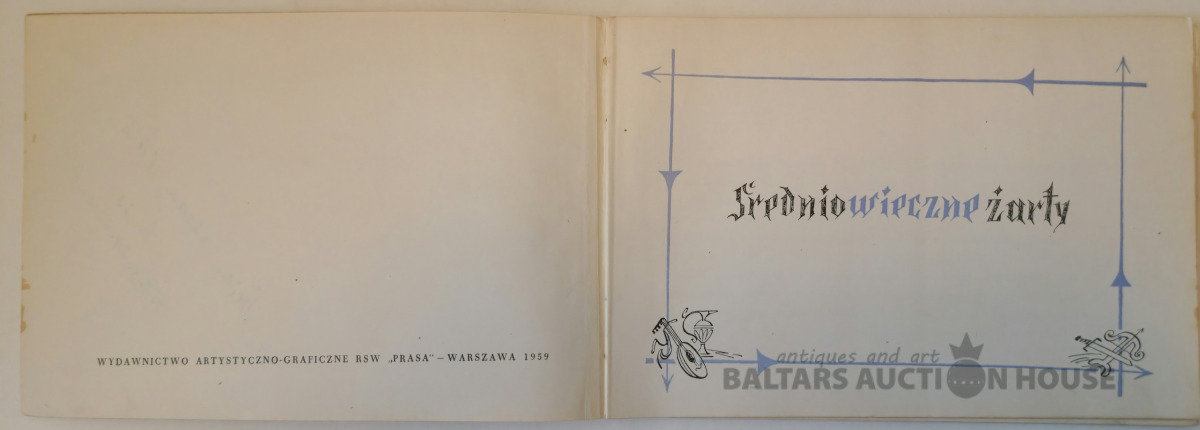 WYDAWNICTWO ARTYSTYCZNO-GRAFICZNE RSW „PRASA" — WARSZAWA 1959
Średniowieczne żarty
antiques and art
BALTARS AUCTION HOUSE